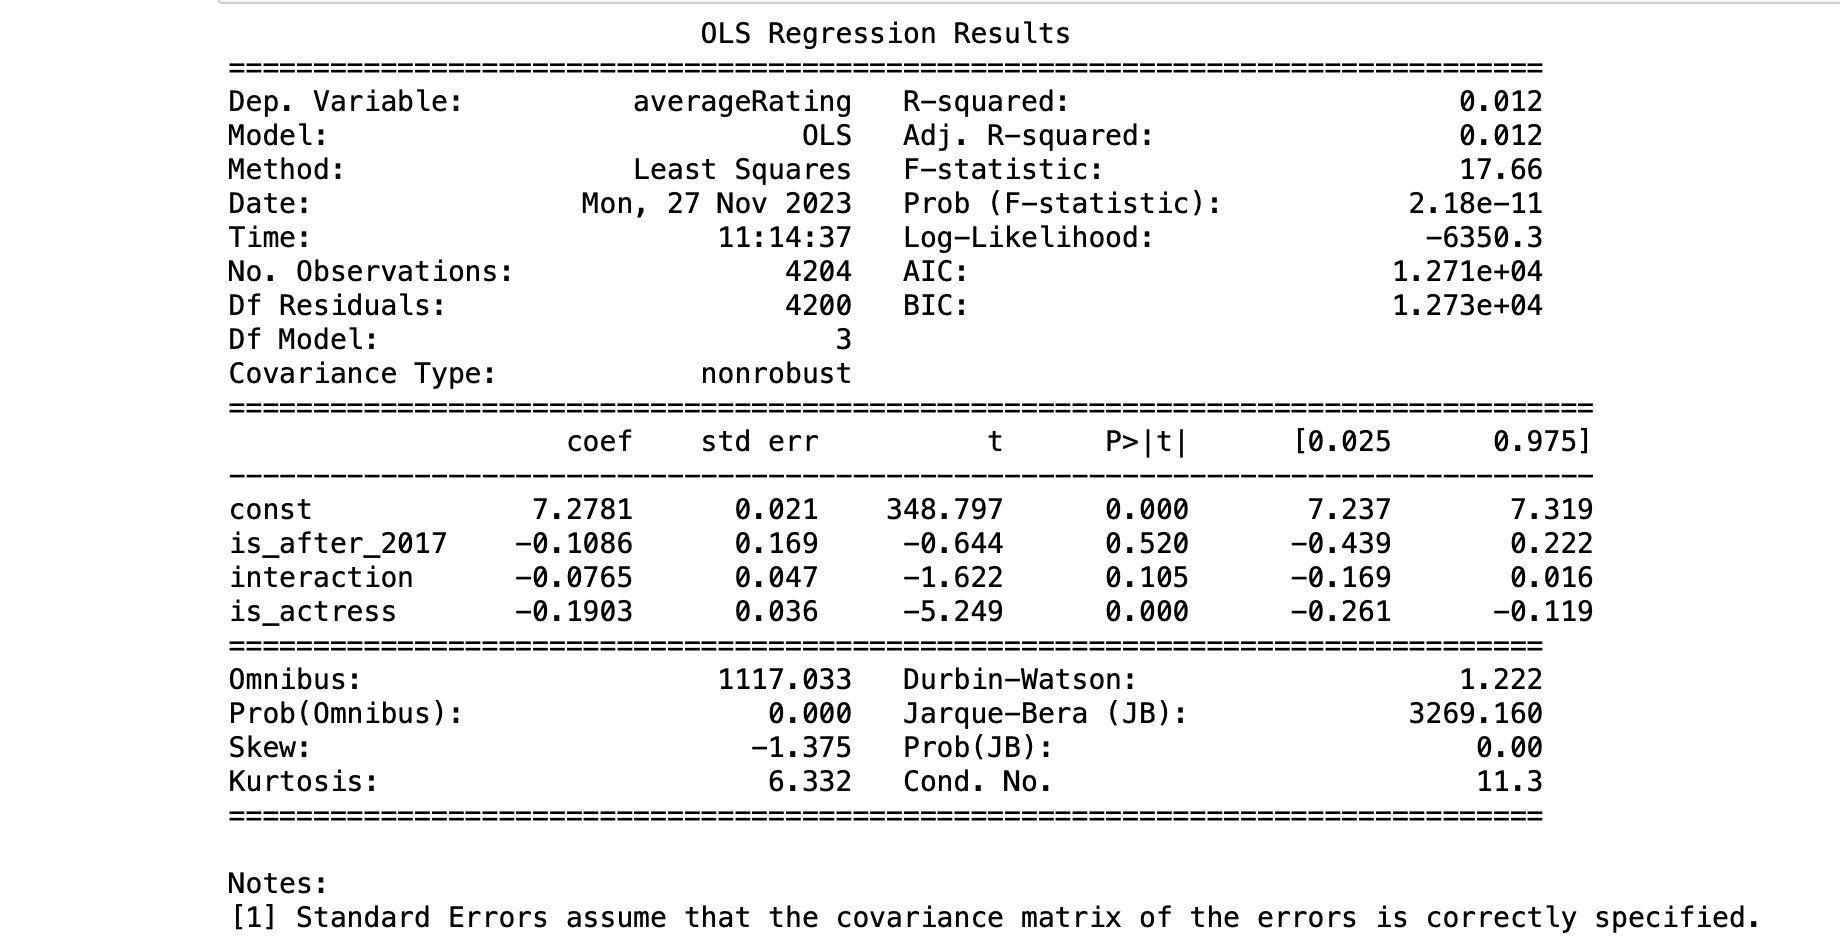 OLS Regression Results
==============================================================================
Dep. Variable: averageRating R-squared: 0.012
Model: OLS Adj. R-squared: 0.012
Method: Least Squares F-statistic: 17.66
Date: Mon, 27 Nov 2023 Prob (F-statistic): 2.18e-11
Time: 11:14:37 Log-Likelihood: -6350.3
No. Observations: 4204 AIC: 1.271e+04
Df Residuals: 4200 BIC: 1.273e+04
Df Model: 3
Covariance Type: nonrobust
=================================================================================
coef std err t P>|t| [0.025 0.975]
---------------------------------------------------------------------------------
const 7.2781 0.021 348.797 0.000 7.237 7.319
is_after_2017 -0.1086 0.169 -0.644 0.520 -0.439 0.222
interaction -0.0765 0.047 -1.622 0.105 -0.169 0.016
is_actress -0.1903 0.036 -5.249 0.000 -0.261 -0.119
==============================================================================
Omnibus: 1117.033 Durbin-Watson: 1.222
Prob(Omnibus): 0.000 Jarque-Bera (JB): 3269.160
Skew: -1.375 Prob(JB): 0.00
Kurtosis: 6.332 Cond. No. 11.3
==============================================================================
Notes:
[1] Standard Errors assume that the covariance matrix of the errors is correctly specified.